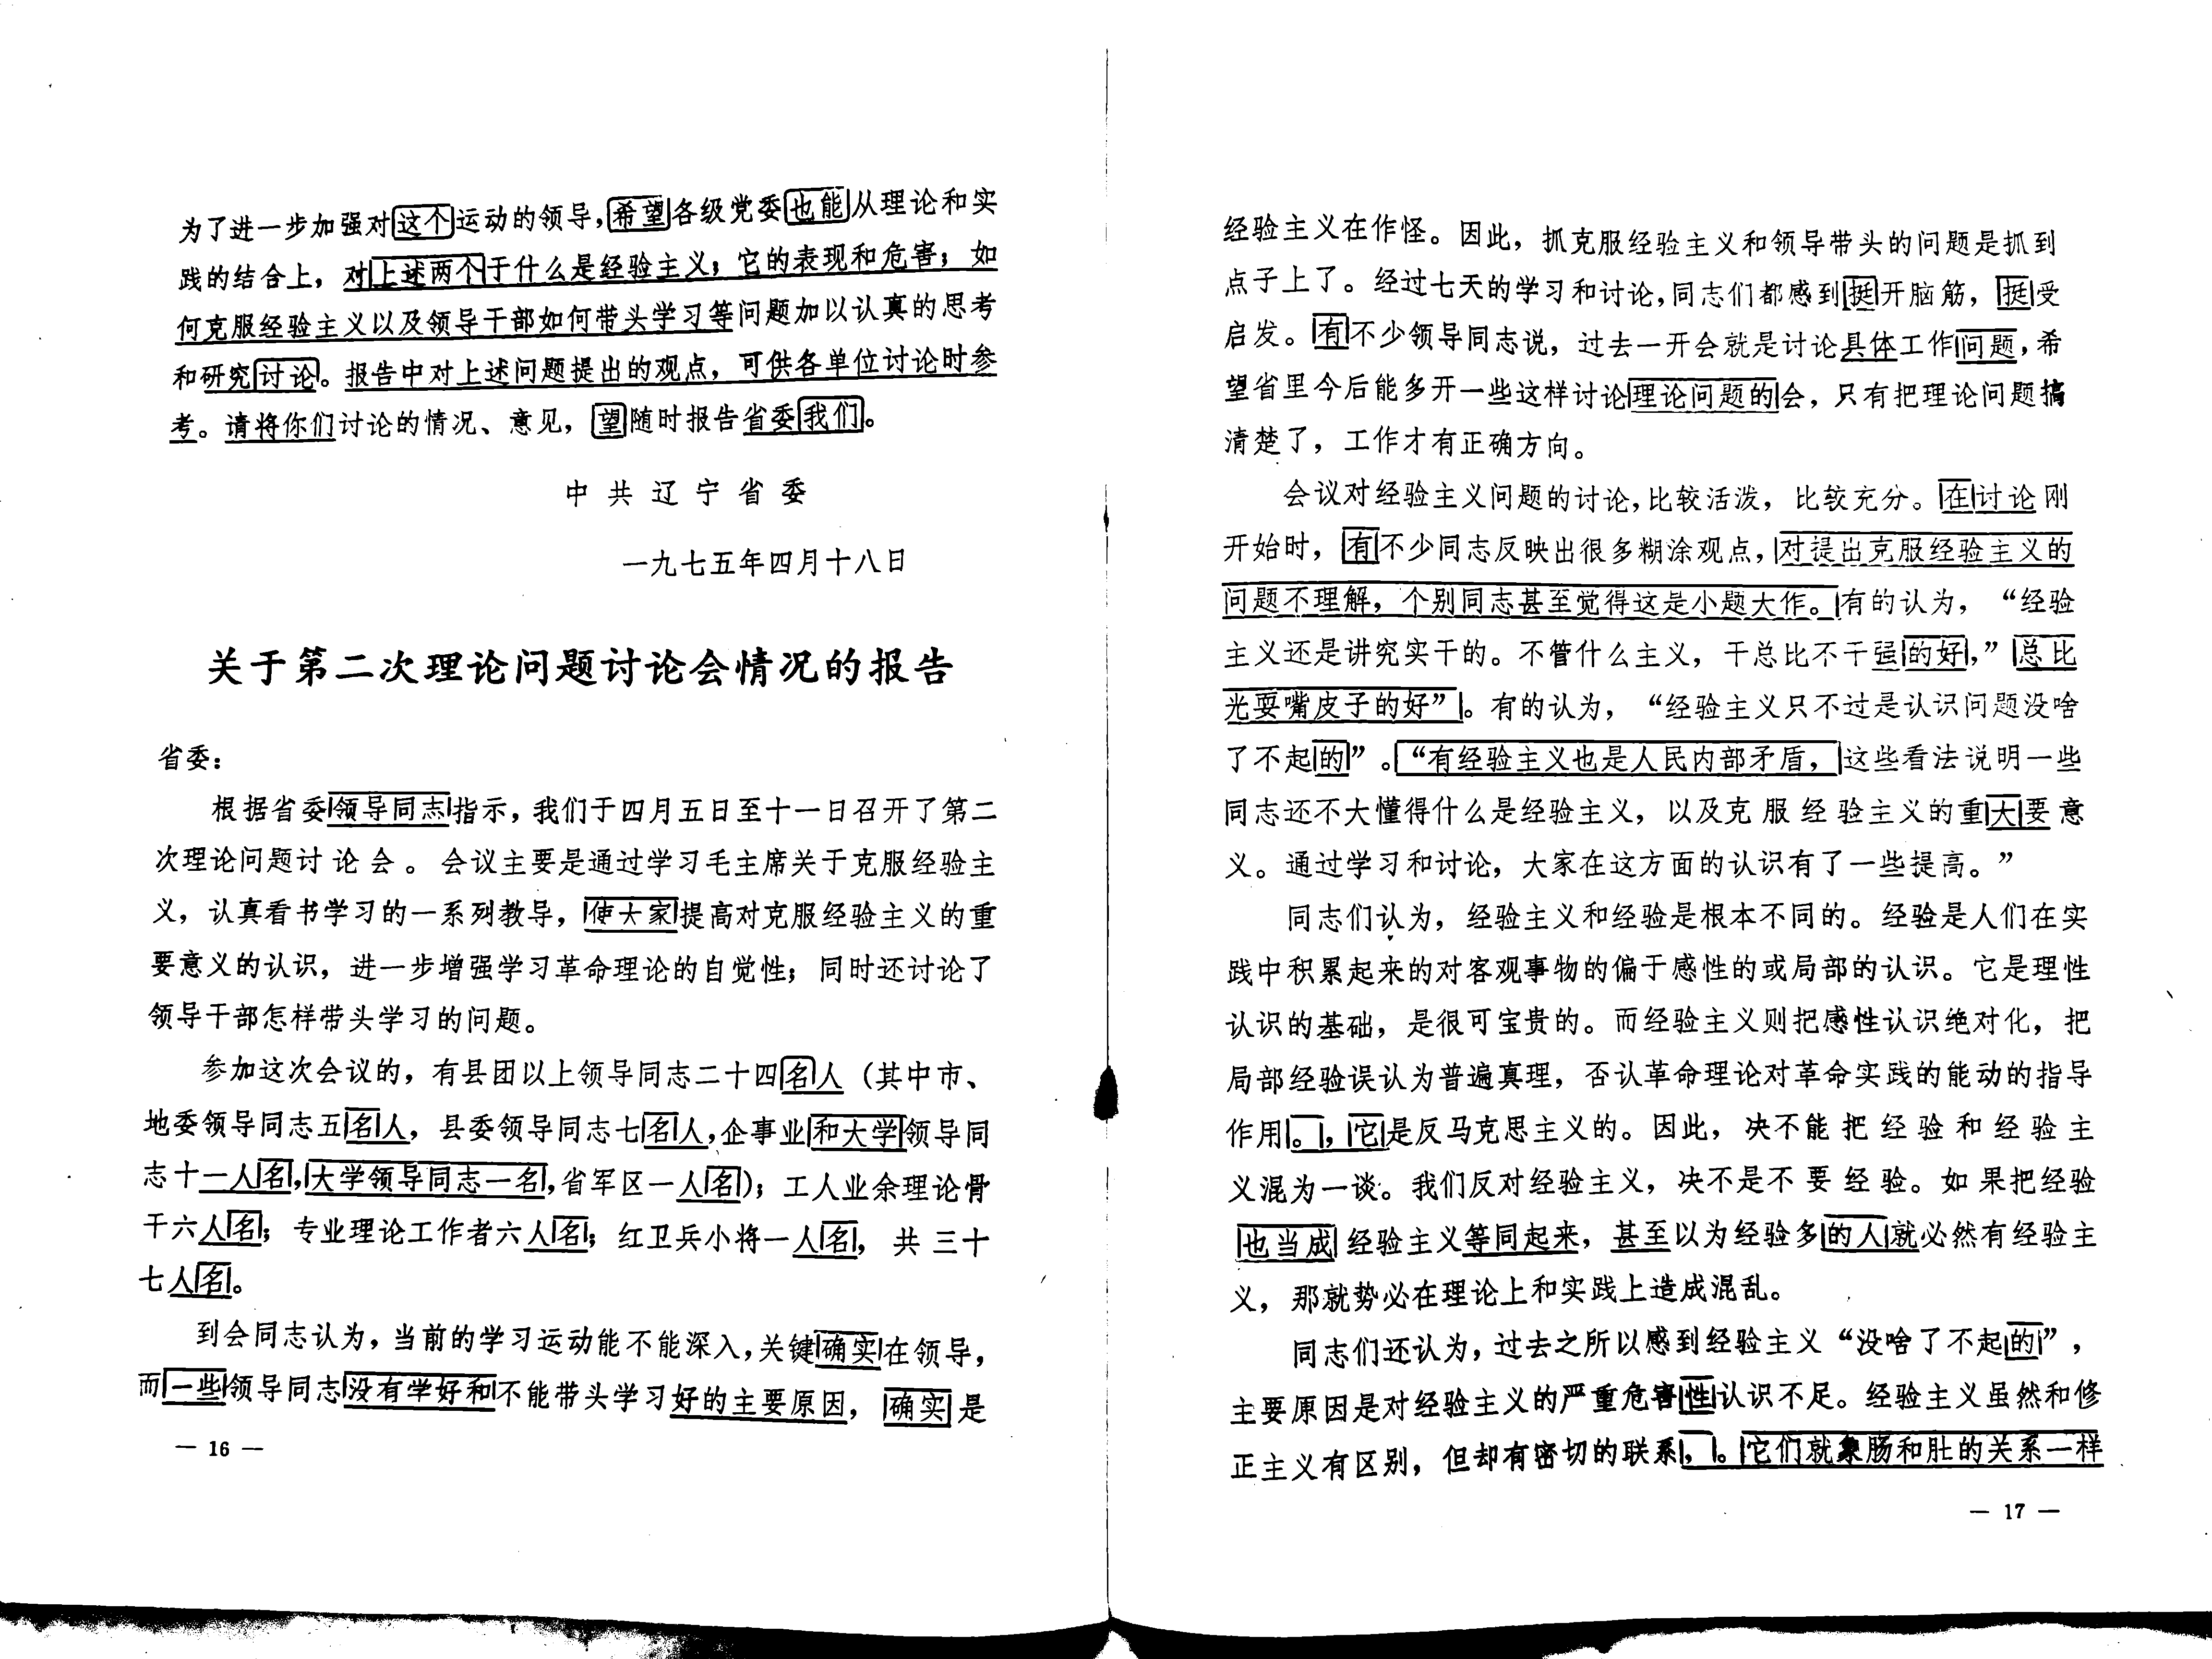 为了进一步加强对这个运动的领导，希望各级党委也能从理论和实
践的结合上，对上述两个于什么是经验主义；它的表现和危害；如
何克服经验主义以及领导干部如何带头学习等问题加以认真的思考
和研究讨论。报告中对上述问题提出的观点，可供各单位讨论时参
考。请将你们讨论的情况、意见，望随时报告省委我们。
中共辽宁省委
一九七五年四月十八日
关于第二次理论问题讨论会情况的报告
省委：
根据省委领导同志指示，我们于四月五日至十一日召开了第二
次理论问题讨论会。会议主要是通过学习毛主席关于克服经验主
义，认真看书学习的一系列教导，使大家提高对克服经验主义的重
要意义的认识，进一步增强学习革命理论的自觉性；同时还讨论了
领导干部怎样带头学习的问题。
参加这次会议的，有县团以上领导同志二十四名人（其中市、
地委领导同志五名人，县委领导同志七名人，企事业和大学领导同
志十一人名，大学领导同志一名，省军区一人名）；工人业余理论骨
干六人名；专业理论工作者六人名；红卫兵小将一人名，共三十
七人名。
到会同志认为，当前的学习运动能不能深入，关键确实在领导，
而一些领导同志没有学好和不能带头学习好的主要原因，确实是
— 16 —
经验主义在作怪。因此，抓克服经验主义和领导带头的问题是抓到
点子上了。经过七天的学习和讨论，同志们都感到挺开脑筋，挺受
启发。有不少领导同志说，过去一开会就是讨论具体工作问题，希
望省里今后能多开一些这样讨论理论问题的会，只有把理论问题搞
清楚了，工作才有正确方向。
会议对经验主义问题的讨论，比较活泼，比较充分。在讨论刚
开始时，有不少同志反映出很多糊涂观点，对提出克服经验主义的
问题不理解，个别同志甚至觉得这是小题大作。有的认为，“经验
主义还是讲究实干的。不管什么主义，干总比不干强的好，”总比
光耍嘴皮子的好”。有的认为，“经验主义只不过是认识问题没啥
了不起的”。“有经验主义也是人民内部矛盾，这些看法说明一些
同志还不大懂得什么是经验主义，以及克服经验主义的重大要意
义。通过学习和讨论，大家在这方面的认识有了一些提高。”
同志们认为，经验主义和经验是根本不同的。经验是人们在实
践中积累起来的对客观事物的偏于感性的或局部的认识。它是理性
认识的基础，是很可宝贵的。而经验主义则把感性认识绝对化，把
局部经验误认为普遍真理，否认革命理论对革命实践的能动的指导
作用。，它是反马克思主义的。因此，决不能把经验和经验主
义混为一谈。我们反对经验主义，决不是不要经验。如果把经验
也当成经验主义等同起来，甚至以为经验多的人就必然有经验主
义，那就势必在理论上和实践上造成混乱。
同志们还认为，过去之所以感到经验主义“没啥了不起的”，
主要原因是对经验主义的严重危害性认识不足。经验主义虽然和修
正主义有区别，但却有密切的联系，。它们就象肠和肚的关系一样
— 17 —